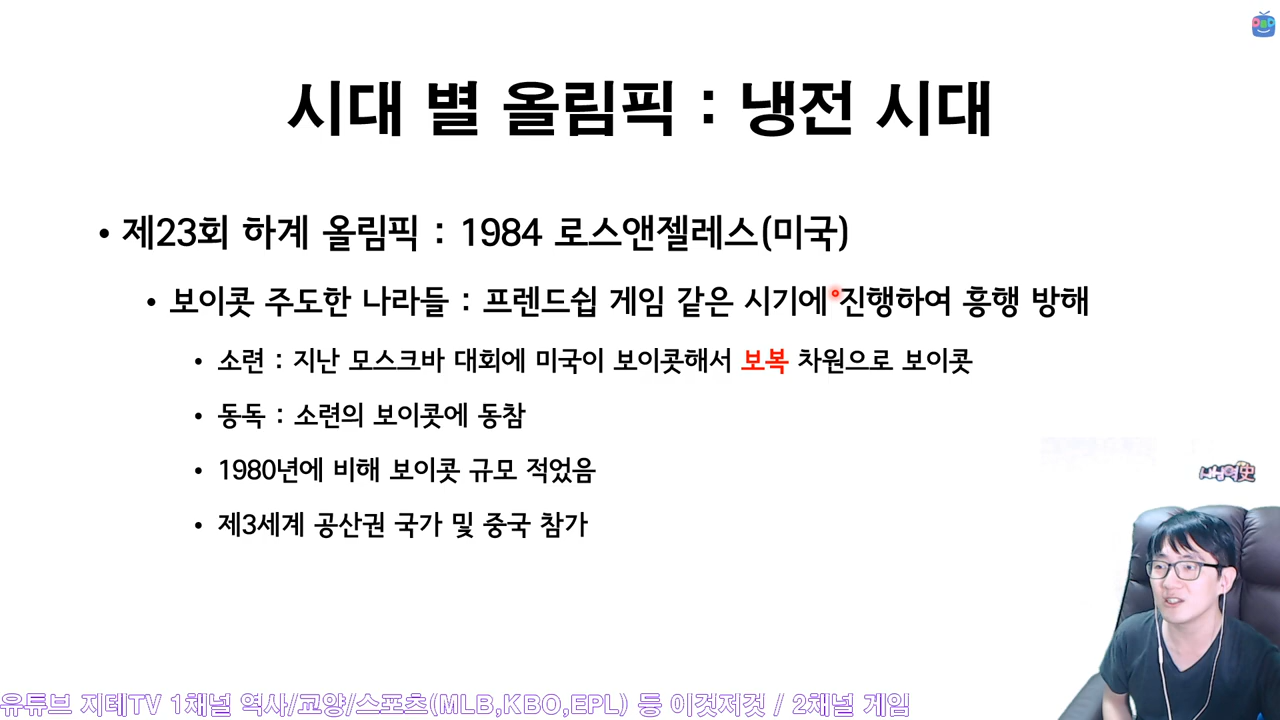 시대 별 올림픽 : 냉전 시대
• 제23회 하계 올림픽 : 1984 로스앤젤레스(미국)
• 보이콧 주도한 나라들 : 프렌드쉽 게임 같은 시기에 진행하여 흥행 방해
• 소련 : 지난 모스크바 대회에 미국이 보이콧해서 보복 차원으로 보이콧
• 동독 : 소련의 보이콧에 동참
• 1980년에 비해 보이콧 규모 적었음
• 제3세계 공산권 국가 및 중국 참가
유튜브 지테TV 1채널 역사/교양/스포츠(MLB,KBO,EPL) 등 이것저것 / 2채널 게임